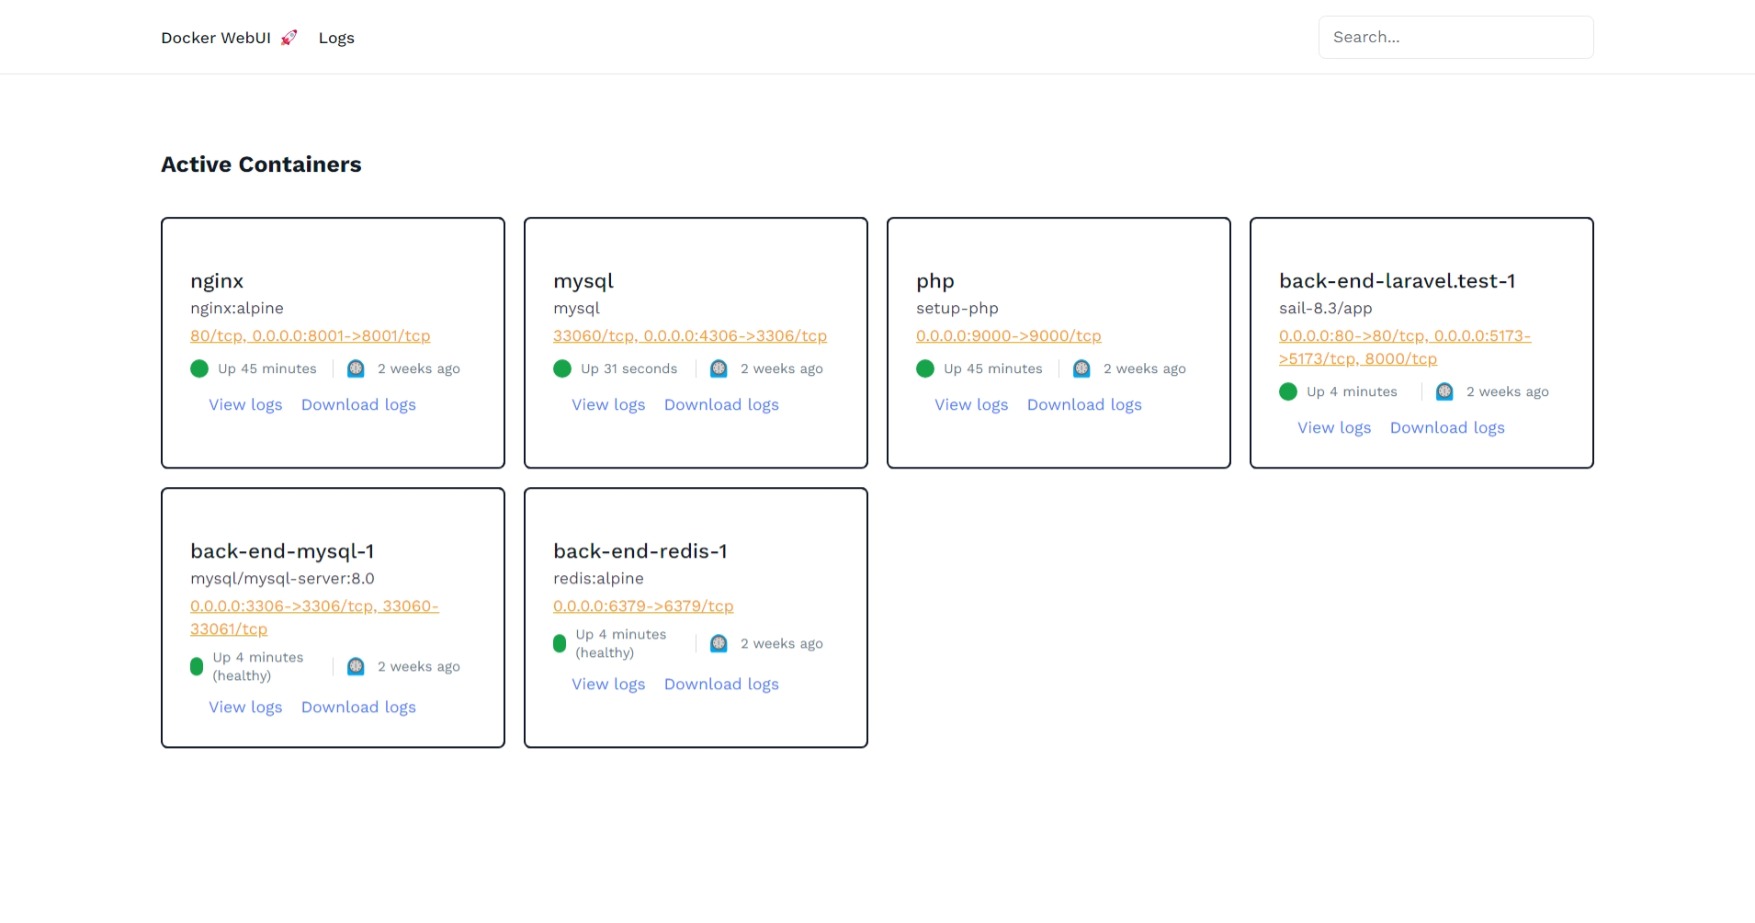 Docker WebUI 🚀 Logs
Search...
Active Containers
nginx
nginx:alpine
80/tcp, 0.0.0.0:8001->8001/tcp
Up 45 minutes
2 weeks ago
View logs Download logs
mysql
mysql
33060/tcp, 0.0.0.0:4306->3306/tcp
Up 31 seconds
2 weeks ago
View logs Download logs
php
setup-php
0.0.0.0:9000->9000/tcp
Up 45 minutes
2 weeks ago
View logs Download logs
back-end-laravel.test-1
sail-8.3/app
0.0.0.0:80->80/tcp, 0.0.0.0:5173-
>5173/tcp, 8000/tcp
Up 4 minutes
2 weeks ago
View logs Download logs
back-end-mysql-1
mysql/mysql-server:8.0
0.0.0.0:3306->3306/tcp, 33060-
33061/tcp
Up 4 minutes
(healthy)
2 weeks ago
View logs Download logs
back-end-redis-1
redis:alpine
0.0.0.0:6379->6379/tcp
Up 4 minutes
(healthy)
2 weeks ago
View logs Download logs